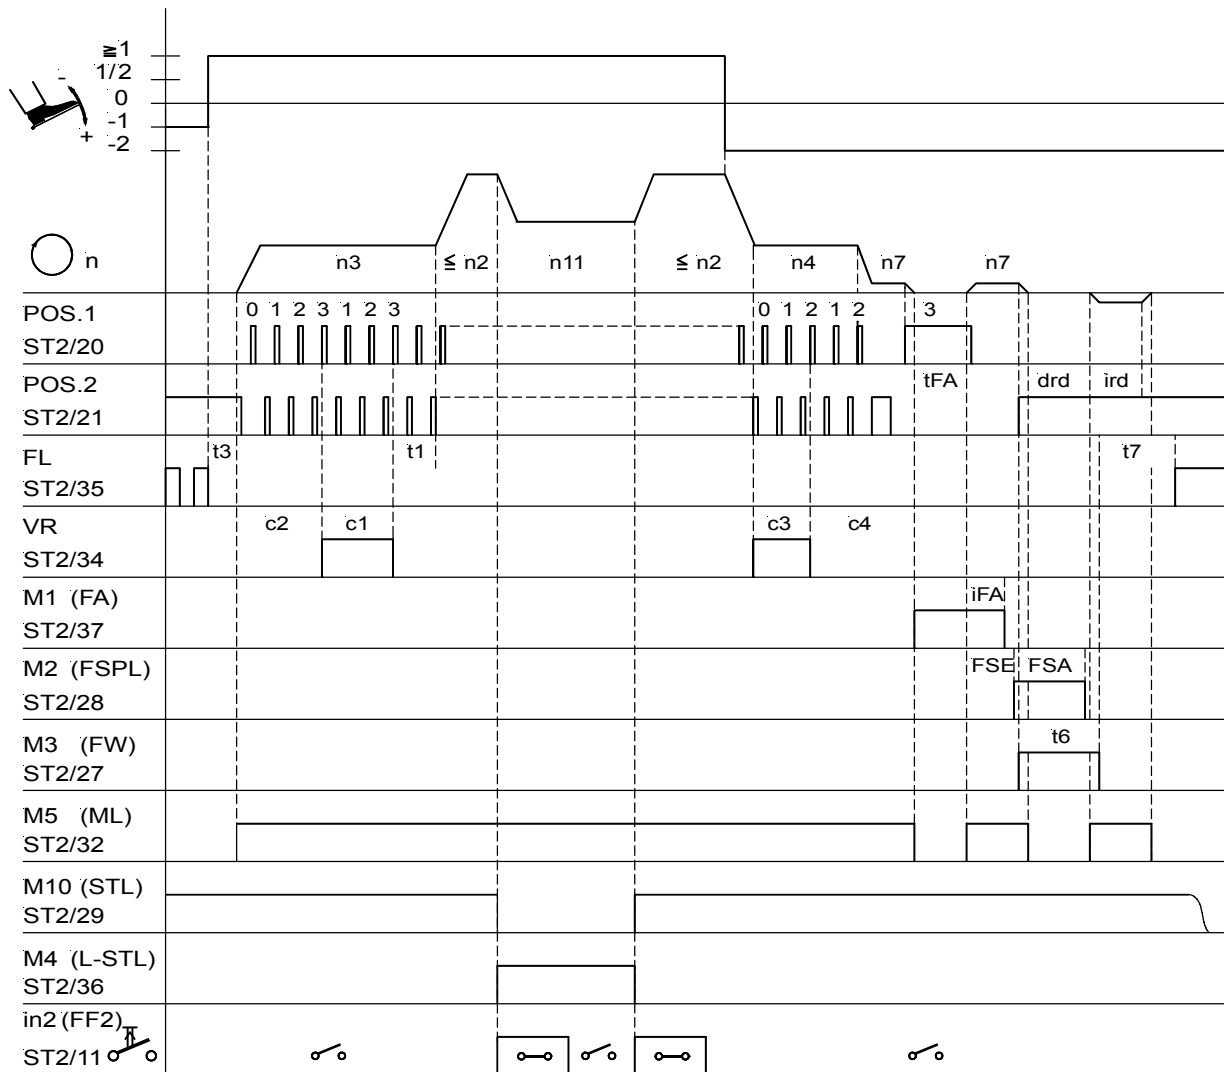 ≧1
1/2
0
-1
-2
-
+
n
n3
≦ n2
n11
≦ n2
n4
n7
n7
POS.1
ST2/20
0 1 2 3 1 2 3
0 1 2 1 2
3
POS.2
ST2/21
tFA
drd
ird
FL
ST2/35
t3
t1
t7
VR
ST2/34
c2
c1
c3
c4
M1 (FA)
ST2/37
iFA
M2 (FSPL)
ST2/28
FSE
FSA
M3 (FW)
ST2/27
t6
M5 (ML)
ST2/32
M10 (STL)
ST2/29
M4 (L-STL)
ST2/36
in2 (FF2)
ST2/11